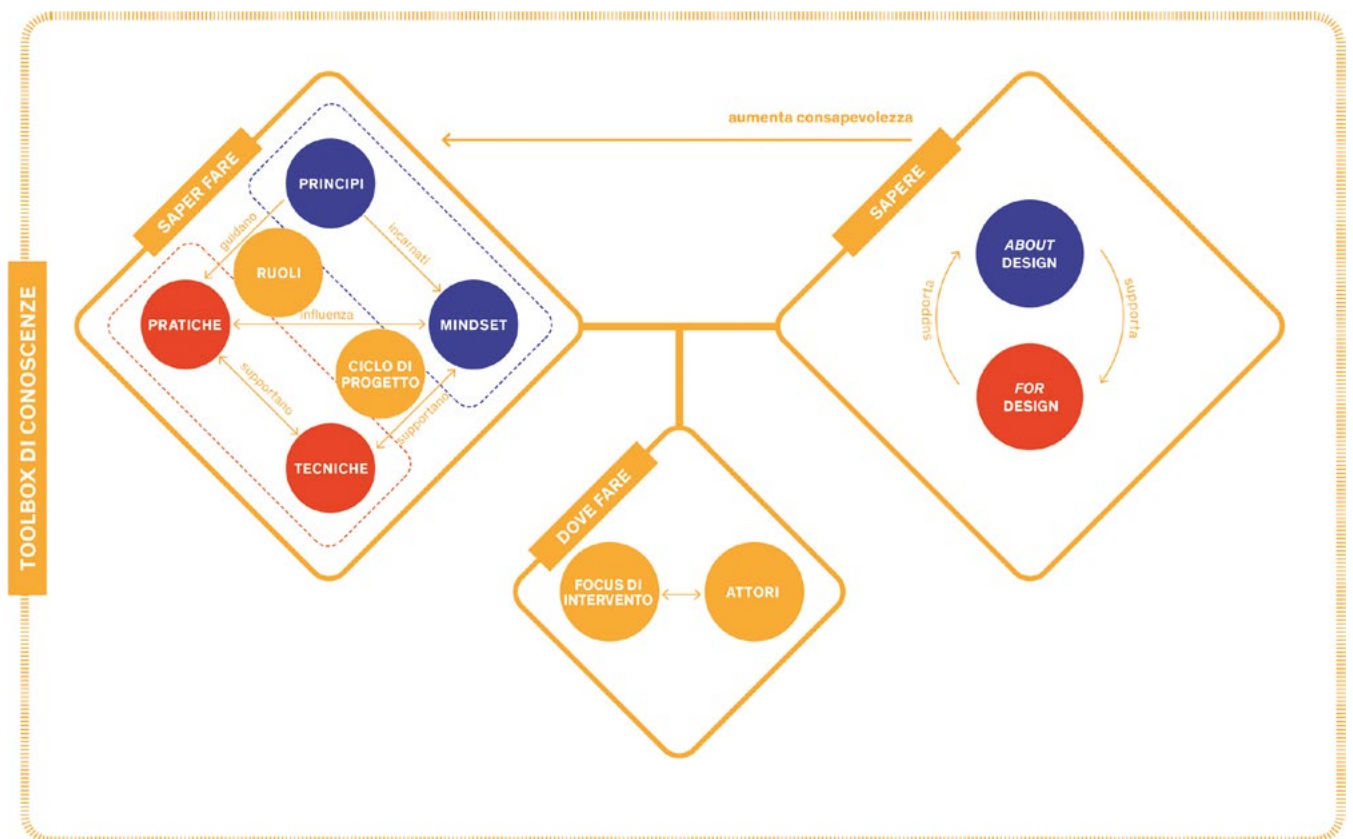 TOOLBOX DI CONOSCENZE
SAPER FARE
PRINCIPI
guidano
incarnati
RUOLI
PRATICHE
influenza
MINDSET
CICLO DI
PROGETTO
supportano
supportano
TECNICHE
aumenta consapevolezza
SAPERE
ABOUT
DESIGN
supporta
supporta
FOR
DESIGN
DOVE FARE
FOCUS DI
INTERVENTO
ATTORI